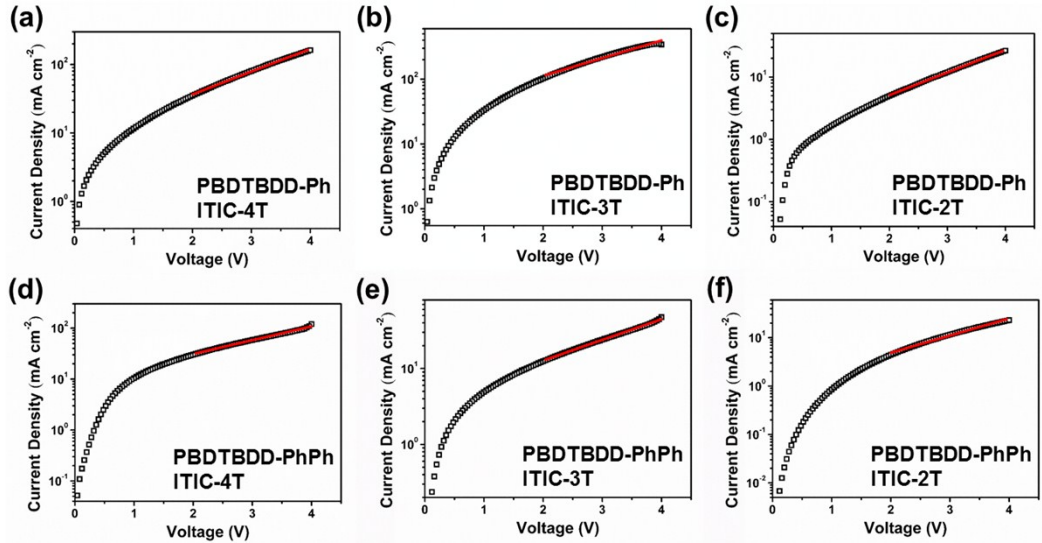 (a)
Current Density (mA cm⁻²)
10²
10¹
10⁰
PBDTBDD-Ph
ITIC-4T
0 1 2 3 4
Voltage (V)
(b)
Current Density (mA cm⁻²)
10²
10¹
10⁰
PBDTBDD-Ph
ITIC-3T
0 1 2 3 4
Voltage (V)
(c)
Current Density (mA cm⁻²)
10¹
10⁰
10⁻¹
PBDTBDD-Ph
ITIC-2T
0 1 2 3 4
Voltage (V)
(d)
Current Density (mA cm⁻²)
10²
10¹
10⁰
10⁻¹
PBDTBDD-PhPh
ITIC-4T
0 1 2 3 4
Voltage (V)
(e)
Current Density (mA cm⁻²)
10²
10¹
10⁰
PBDTBDD-PhPh
ITIC-3T
0 1 2 3 4
Voltage (V)
(f)
Current Density (mA cm⁻²)
10¹
10⁰
10⁻¹
10⁻²
PBDTBDD-PhPh
ITIC-2T
0 1 2 3 4
Voltage (V)